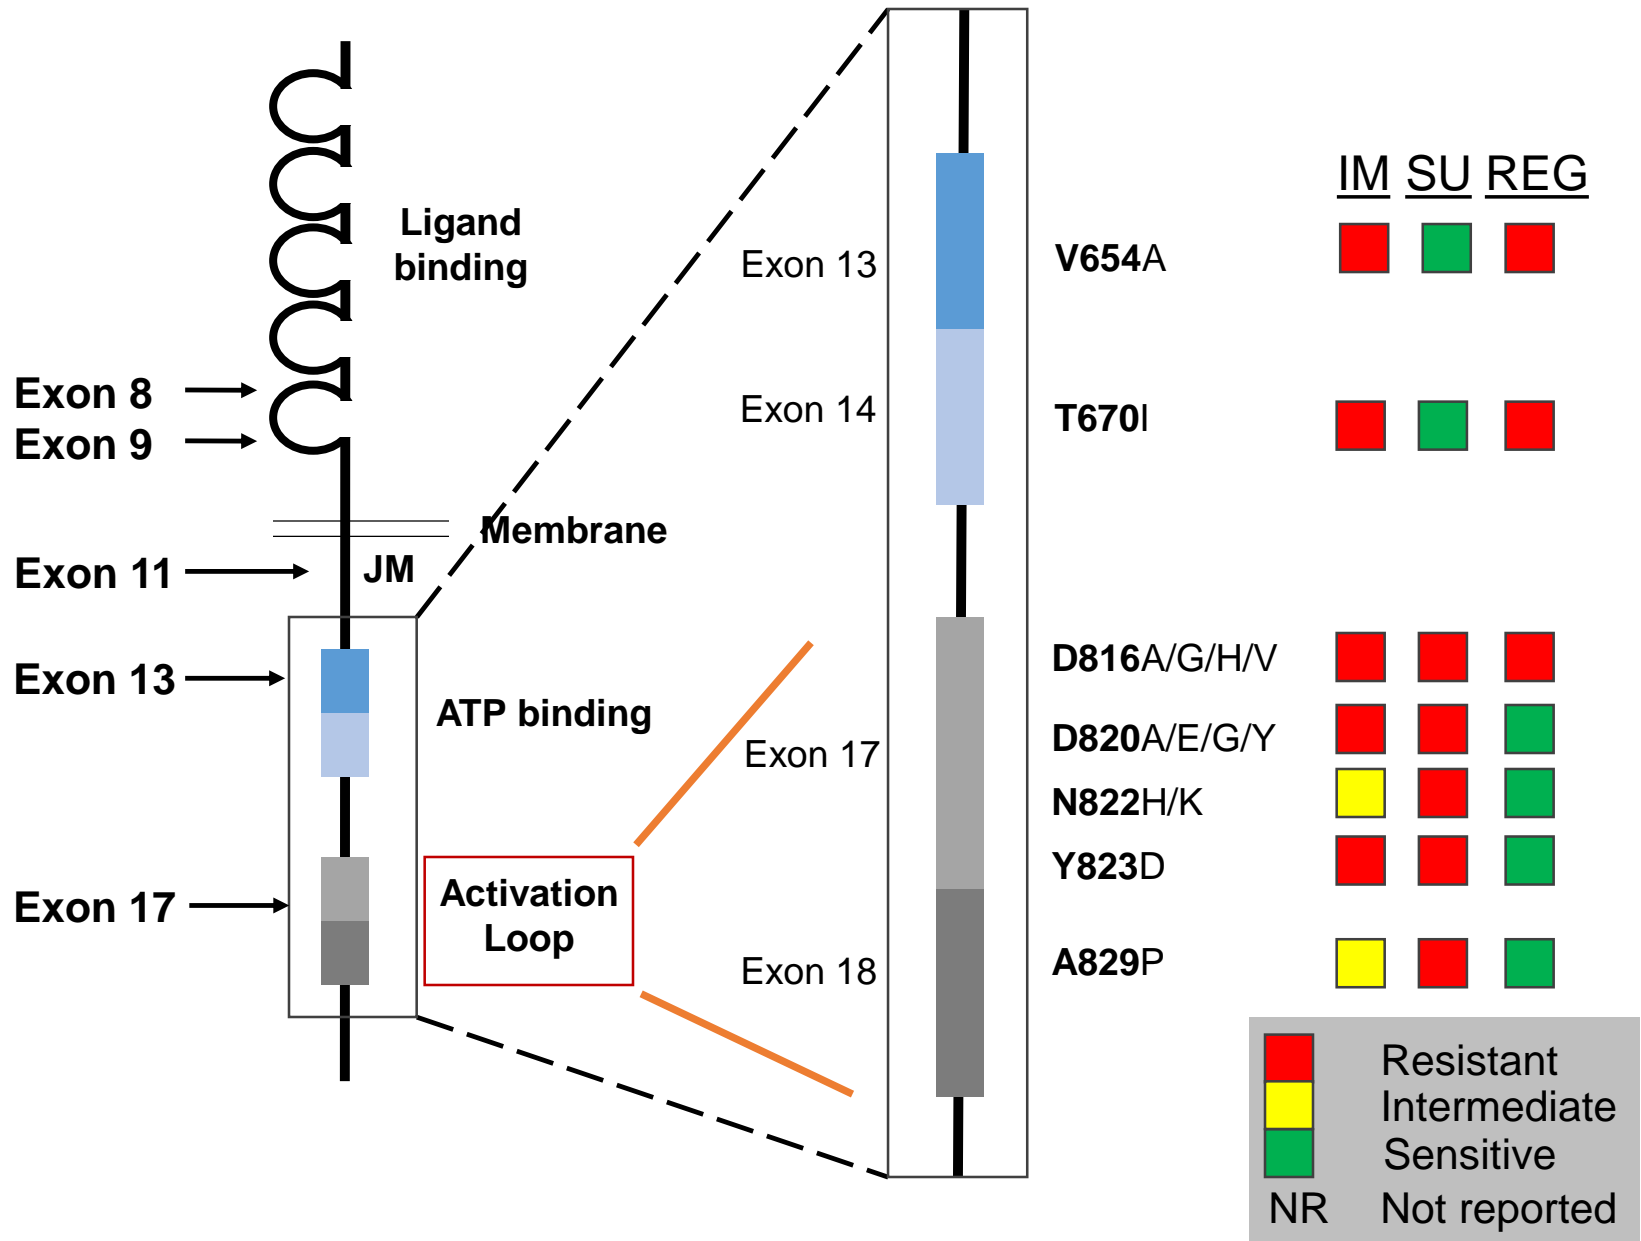 IM SU REG
Ligand
binding
Exon 13
V654A
Exon 8
Exon 9
Exon 14
T670I
Membrane
Exon 11
JM
Exon 13
ATP binding
D816A/G/H/V
Exon 17
D820A/E/G/Y
N822H/K
Y823D
Exon 17
Activation
Loop
Exon 18
A829P
Resistant
Intermediate
Sensitive
NR Not reported